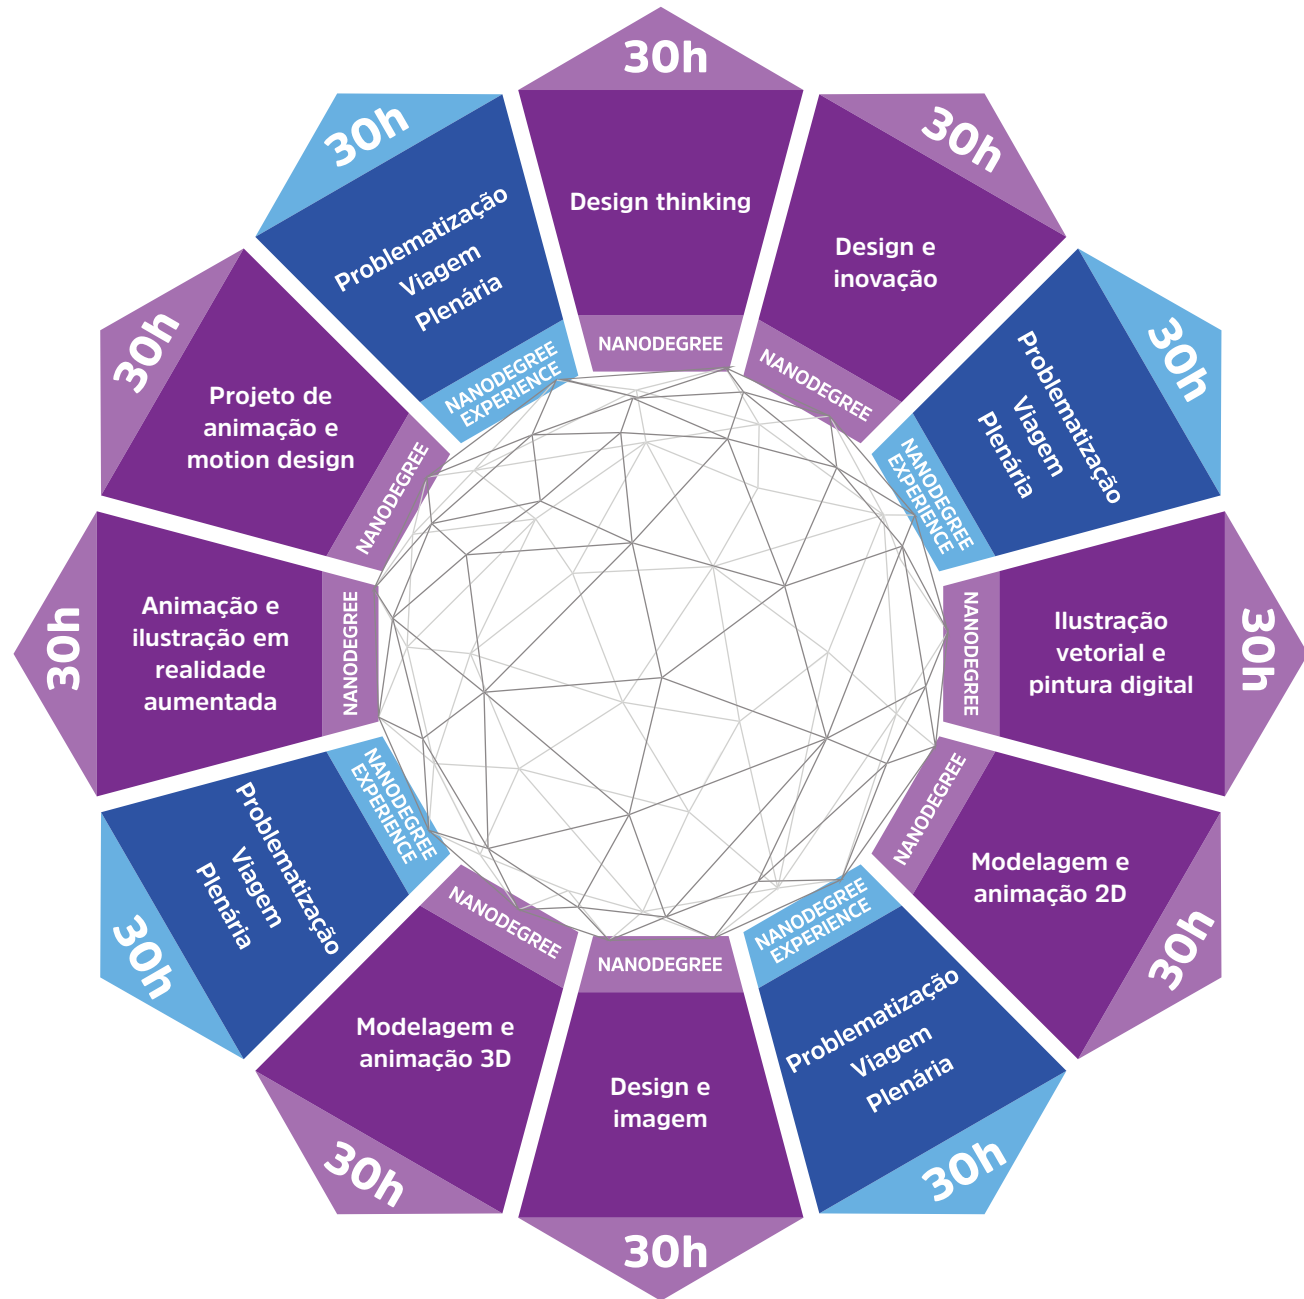 30h
Design thinking
NANODEGREE
30h
Design e
inovação
NANODEGREE
30h
Problematização
Viagem
Plenária
NANODEGREE
EXPERIENCE
30h
Ilustração
vetorial e
pintura digital
NANODEGREE
30h
Modelagem e
animação 2D
NANODEGREE
30h
Problematização
Viagem
Plenária
NANODEGREE
EXPERIENCE
30h
Design e
imagem
NANODEGREE
30h
Modelagem e
animação 3D
NANODEGREE
30h
Problematização
Viagem
Plenária
NANODEGREE
EXPERIENCE
30h
Animação e
ilustração em
realidade
aumentada
NANODEGREE
30h
Projeto de
animação e
motion design
NANODEGREE
30h
Problematização
Viagem
Plenária
NANODEGREE
EXPERIENCE